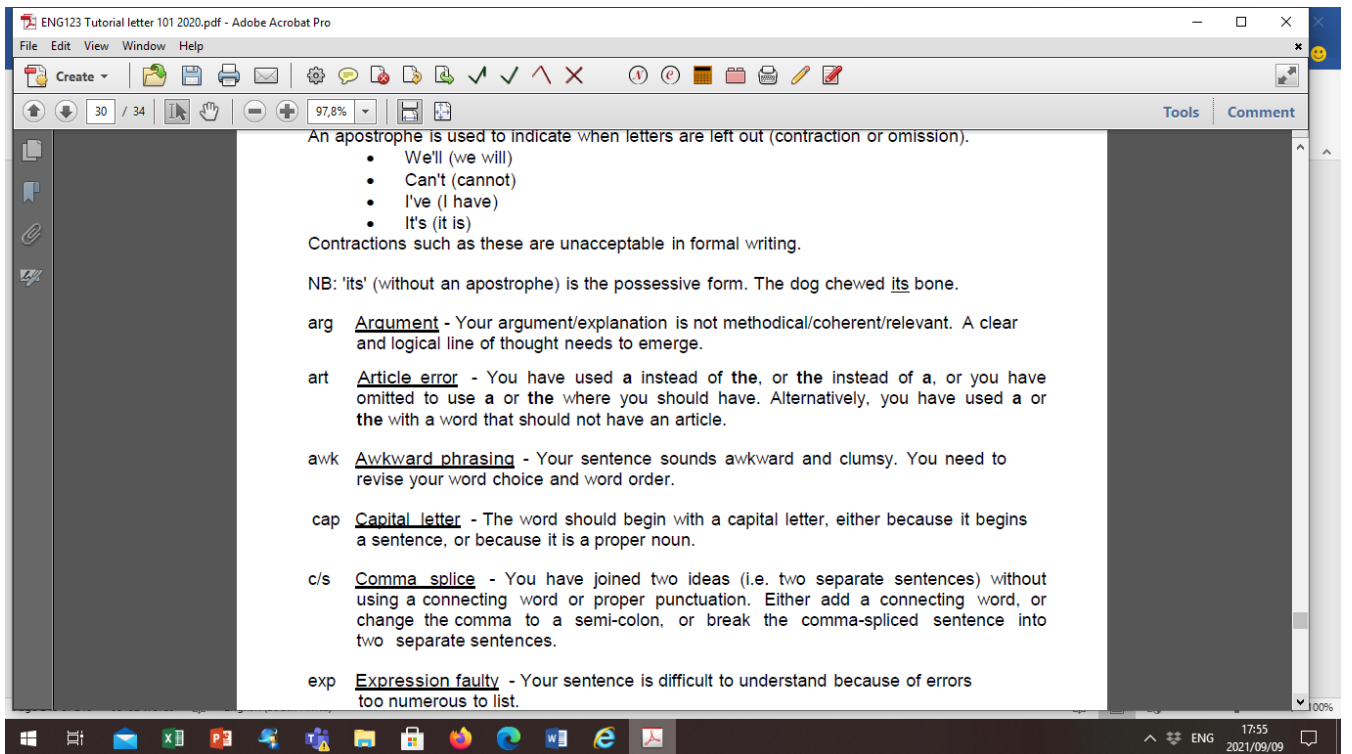 ENG123 Tutorial letter 101 2020.pdf - Adobe Acrobat Pro
File Edit View Window Help
Create
30 / 34 97,8% Tools Comment
An apostrophe is used to indicate when letters are left out (contraction or omission).
• We'll (we will)
• Can't (cannot)
• I've (I have)
• It's (it is)
Contractions such as these are unacceptable in formal writing.
NB: 'its' (without an apostrophe) is the possessive form. The dog chewed its bone.
arg Argument - Your argument/explanation is not methodical/coherent/relevant. A clear
and logical line of thought needs to emerge.
art Article error - You have used a instead of the, or the instead of a, or you have
omitted to use a or the where you should have. Alternatively, you have used a or
the with a word that should not have an article.
awk Awkward phrasing - Your sentence sounds awkward and clumsy. You need to
revise your word choice and word order.
cap Capital letter - The word should begin with a capital letter, either because it begins
a sentence, or because it is a proper noun.
c/s Comma splice - You have joined two ideas (i.e. two separate sentences) without
using a connecting word or proper punctuation. Either add a connecting word, or
change the comma to a semi-colon, or break the comma-spliced sentence into
two separate sentences.
exp Expression faulty - Your sentence is difficult to understand because of errors
too numerous to list.
100%
ENG 17:55
2021/09/09